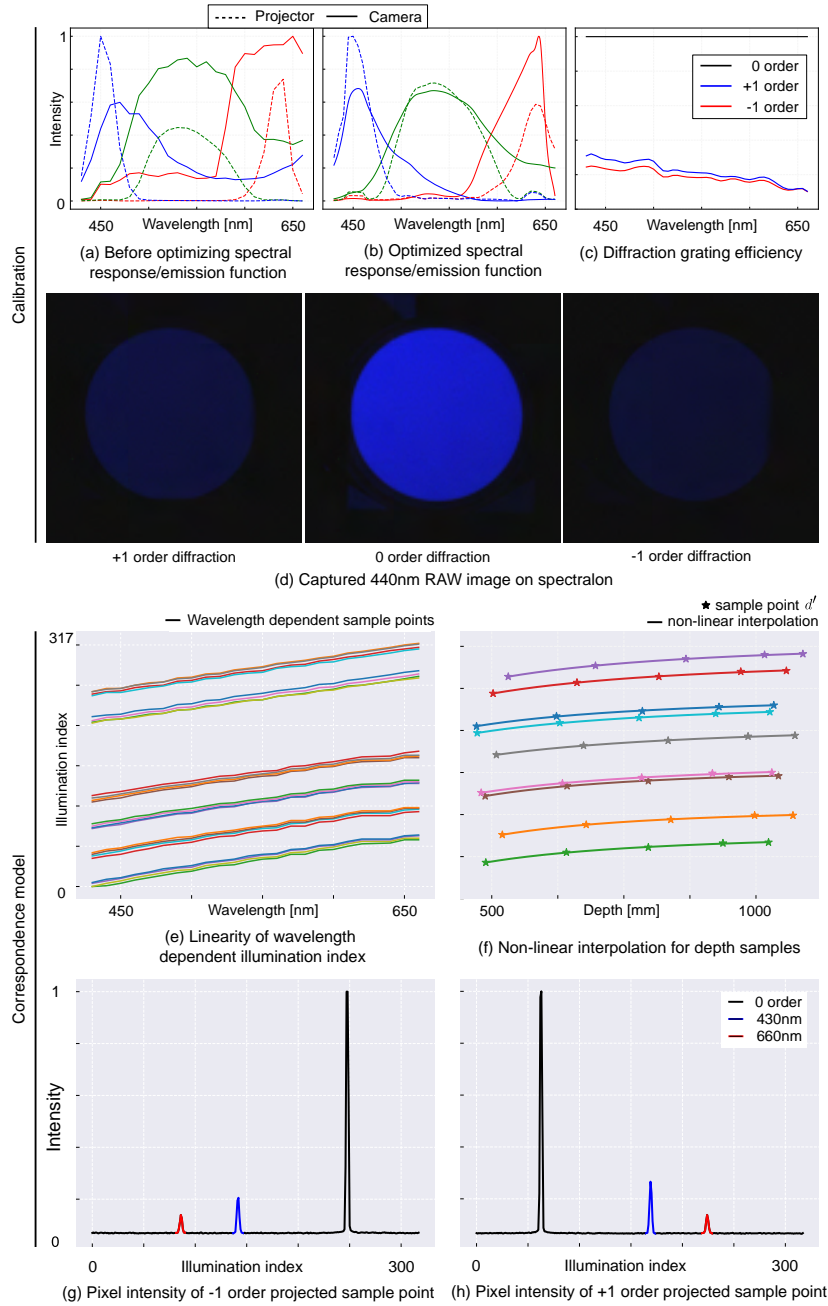 Projector
Camera
1
Intensity
0
450
Wavelength [nm]
650
450
Wavelength [nm]
650
0 order
+1 order
-1 order
450
Wavelength [nm]
650
(a) Before optimizing spectral
response/emission function
(b) Optimized spectral
response/emission function
(c) Diffraction grating efficiency
Calibration
+1 order diffraction
0 order diffraction
-1 order diffraction
(d) Captured 440nm RAW image on spectralon
Wavelength dependent sample points
317
Illumination index
0
450
Wavelength [nm]
650
sample point d′
non-linear interpolation
500
Depth [mm]
1000
(e) Linearity of wavelength
dependent illumination index
(f) Non-linear interpolation for depth samples
Correspondence model
1
Intensity
0
0
Illumination index
300
0 order
430nm
660nm
0
Illumination index
300
(g) Pixel intensity of -1 order projected sample point
(h) Pixel intensity of +1 order projected sample point